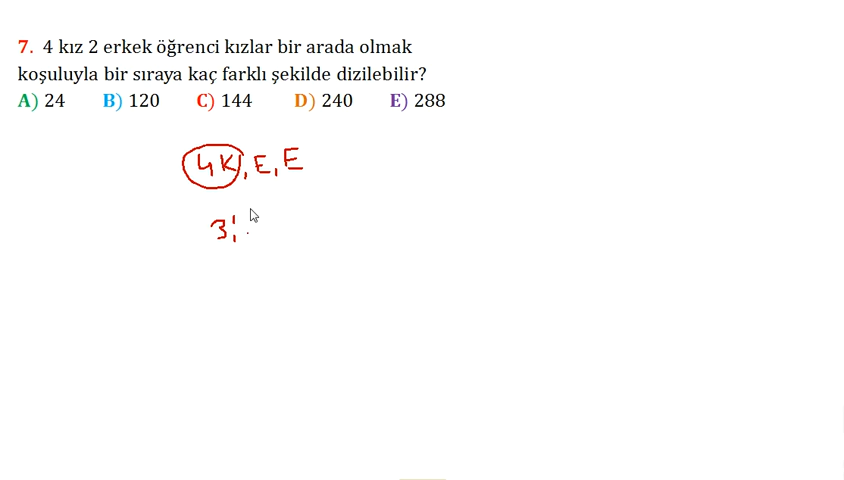 7. 4 kız 2 erkek öğrenci kızlar bir arada olmak
koşuluyla bir sıraya kaç farklı şekilde dizilebilir?
A) 24 B) 120 C) 144 D) 240 E) 288
4K, E, E
3! .